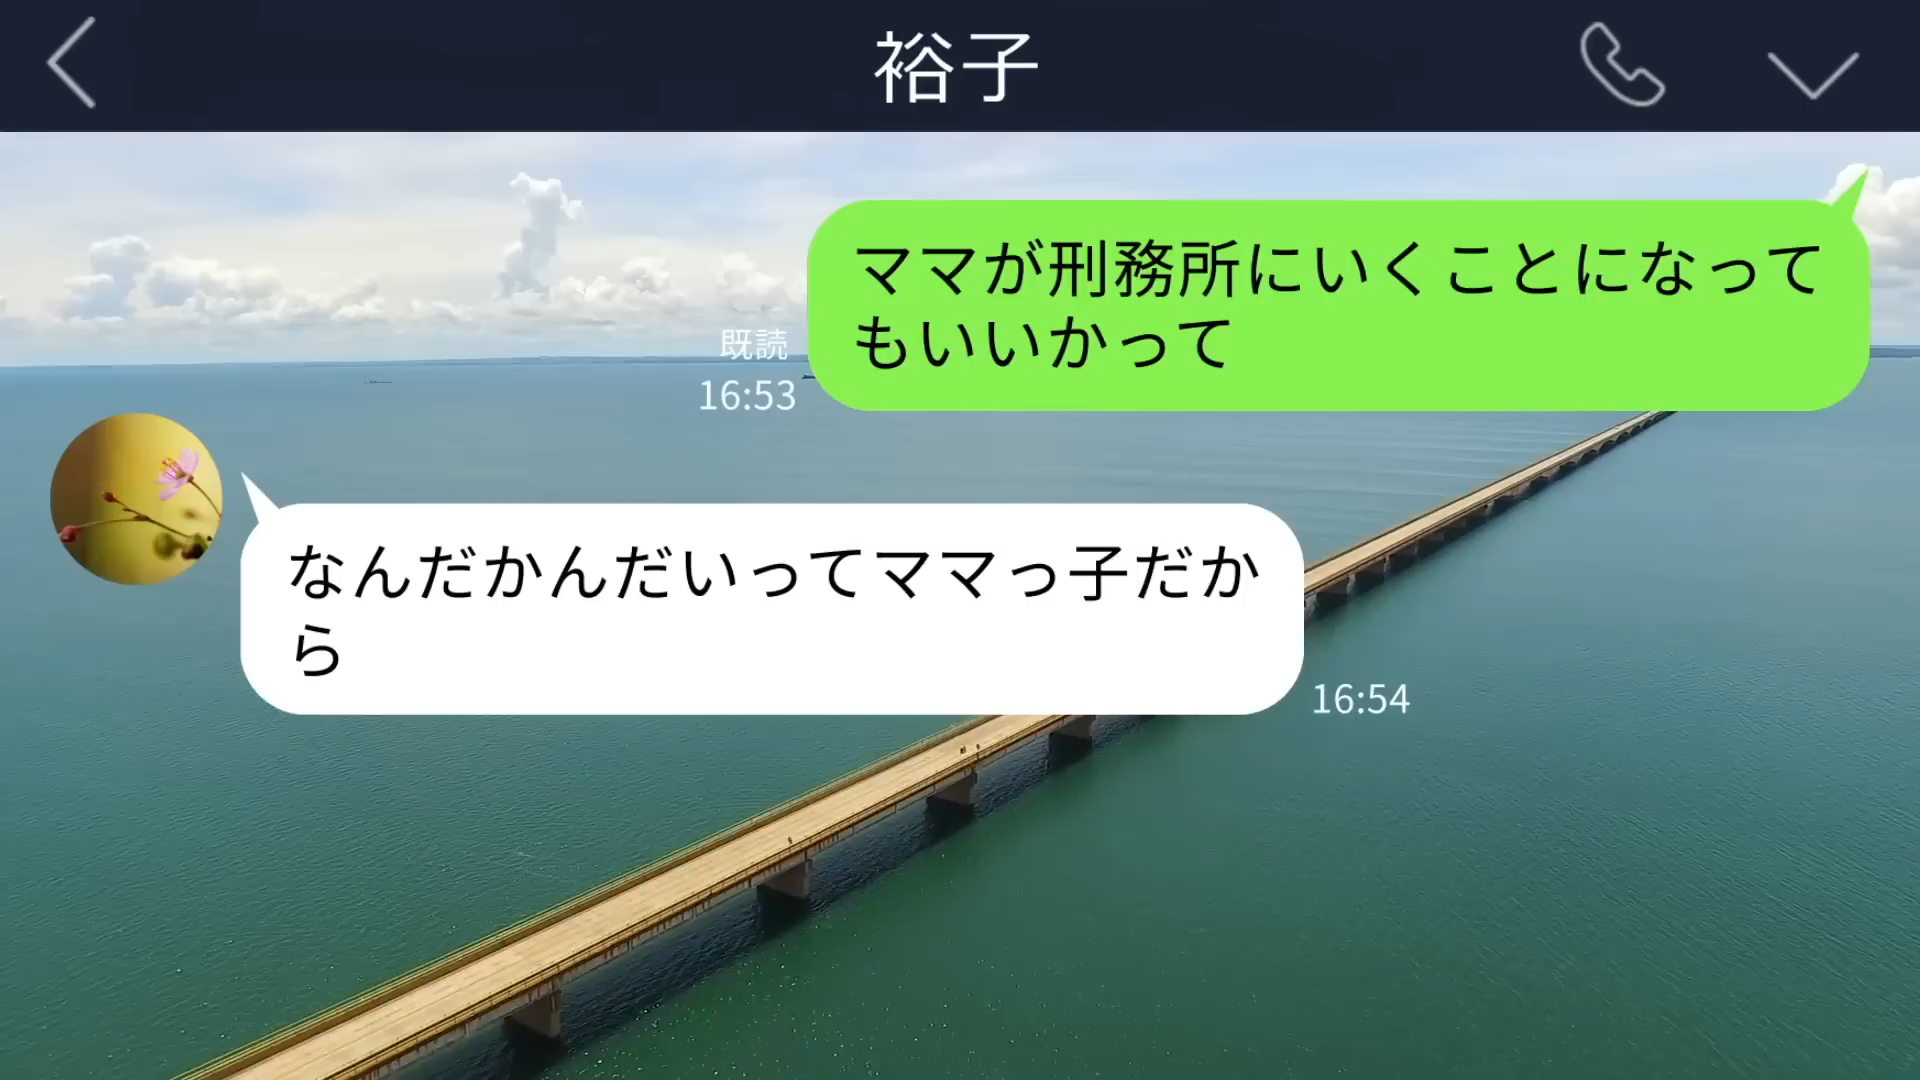 裕子
ママが刑務所にいくことになって
もいいかって
既読
16:53
なんだかんだいってママっ子だか
ら
16:54